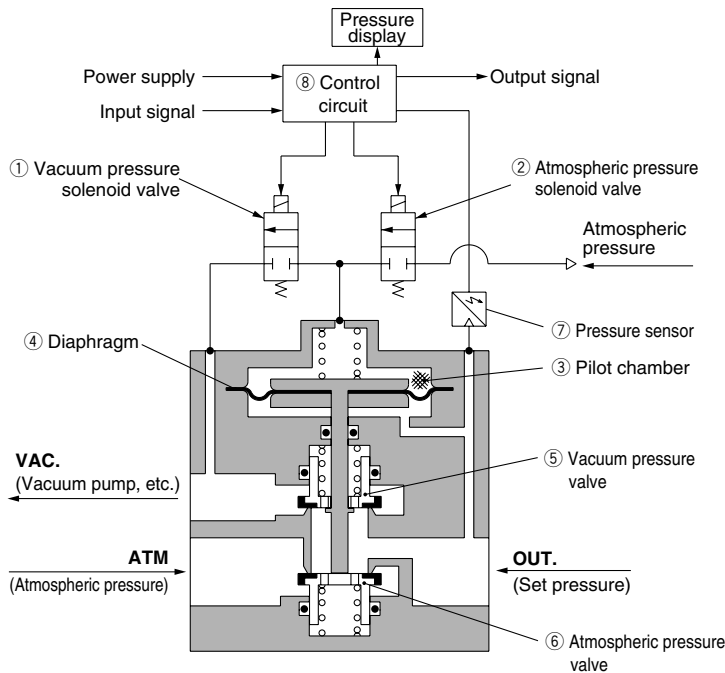 Pressure
display
Power supply
⑧ Control
circuit
Output signal
Input signal
① Vacuum pressure
solenoid valve
② Atmospheric pressure
solenoid valve
Atmospheric
pressure
⑦ Pressure sensor
④ Diaphragm
③ Pilot chamber
VAC.
(Vacuum pump, etc.)
⑤ Vacuum pressure
valve
ATM
(Atmospheric pressure)
OUT.
(Set pressure)
⑥ Atmospheric pressure
valve